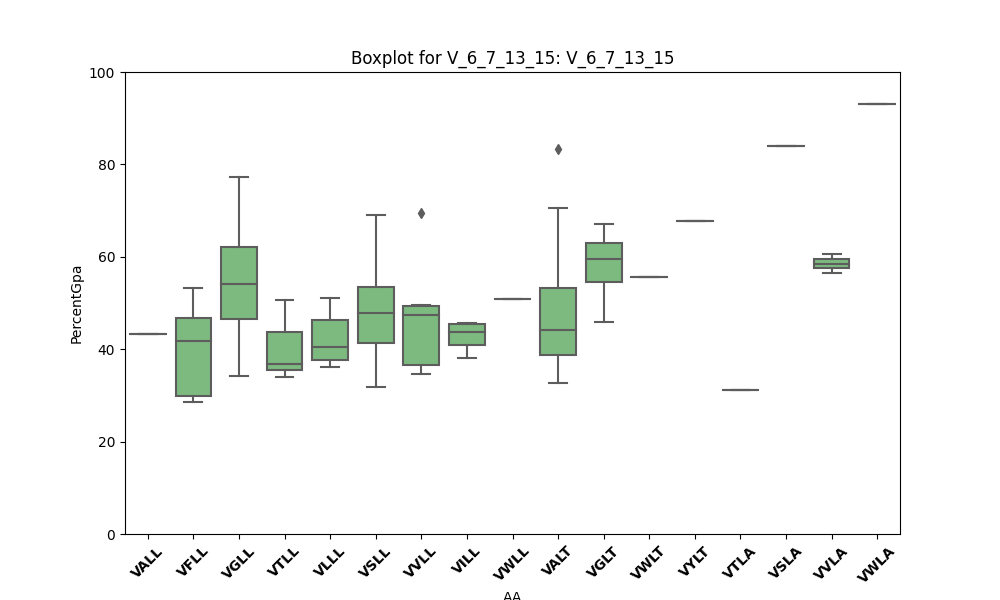 Boxplot for V_6_7_13_15: V_6_7_13_15
100
80
60
40
20
0
PercentGpa
VALL VFLL VGLL VTLL VLLL VSLL VVLL VILL VWLL VALT VGLT VWLT VYLT VTLA VSLA VVLA VWLA
AA